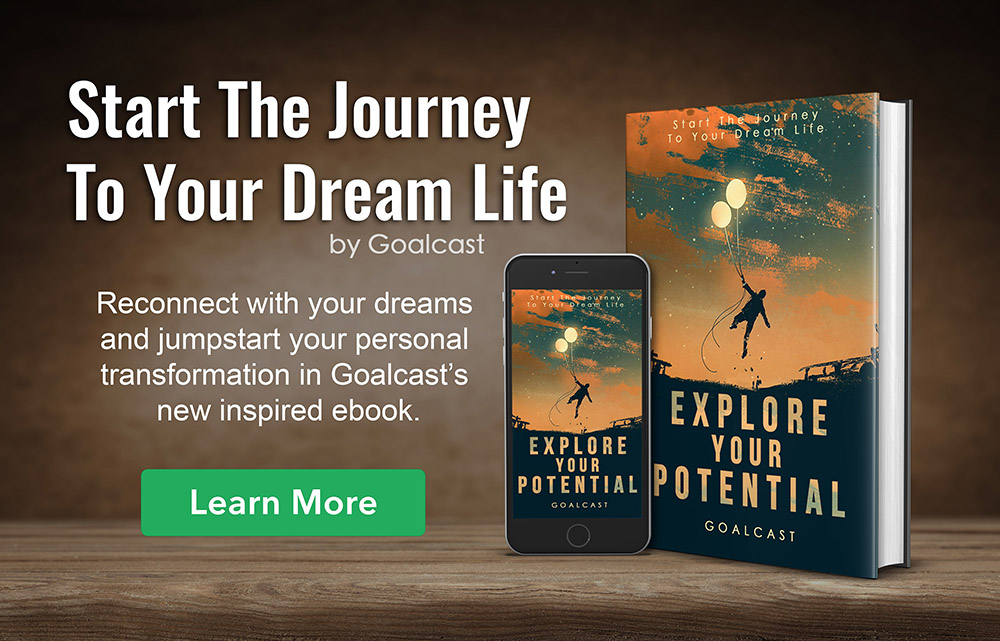 Start The Journey
To Your Dream Life
by Goalcast
Reconnect with your dreams
and jumpstart your personal
transformation in Goalcast’s
new inspired ebook.
Learn More
Start The Journey
To Your Dream Life
EXPLORE
YOUR
POTENTIAL
GOALCAST
Start The Journey
To Your Dream Life
EXPLORE
YOUR
POTENTIAL
GOALCAST